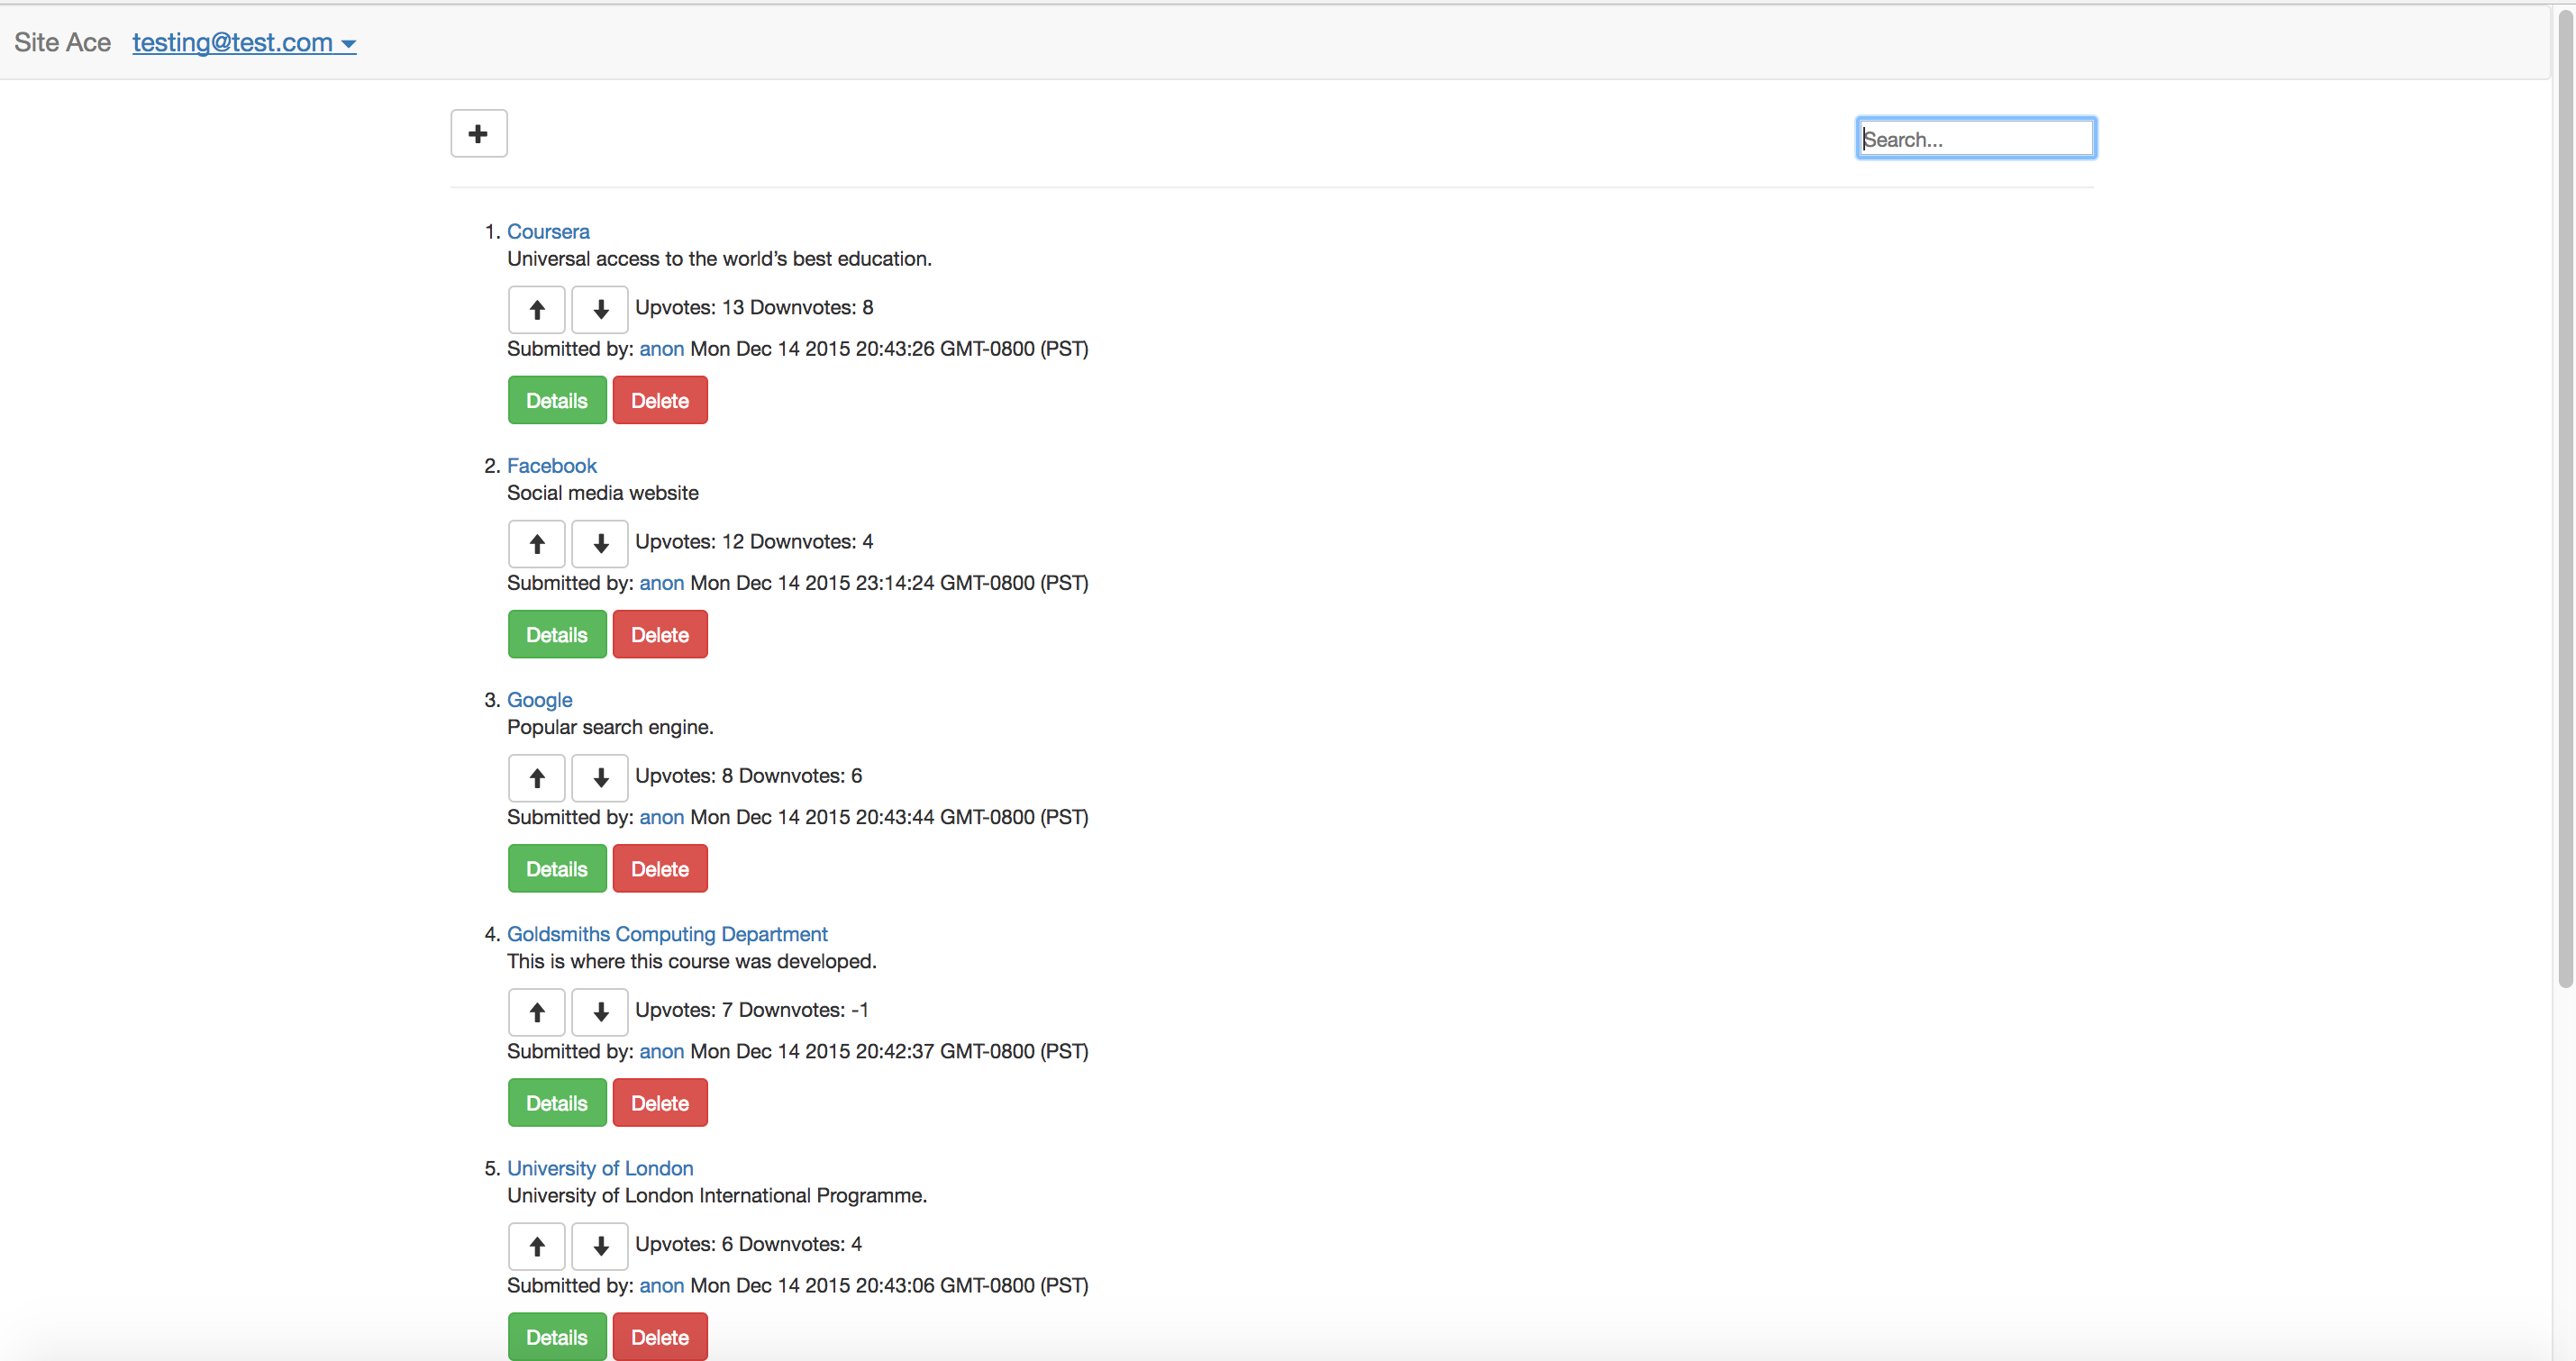 Site Ace testing@test.com
Search...
1. Coursera
Universal access to the world’s best education.
Upvotes: 13 Downvotes: 8
Submitted by: anon Mon Dec 14 2015 20:43:26 GMT-0800 (PST)
Details Delete
2. Facebook
Social media website
Upvotes: 12 Downvotes: 4
Submitted by: anon Mon Dec 14 2015 23:14:24 GMT-0800 (PST)
Details Delete
3. Google
Popular search engine.
Upvotes: 8 Downvotes: 6
Submitted by: anon Mon Dec 14 2015 20:43:44 GMT-0800 (PST)
Details Delete
4. Goldsmiths Computing Department
This is where this course was developed.
Upvotes: 7 Downvotes: -1
Submitted by: anon Mon Dec 14 2015 20:42:37 GMT-0800 (PST)
Details Delete
5. University of London
University of London International Programme.
Upvotes: 6 Downvotes: 4
Submitted by: anon Mon Dec 14 2015 20:43:06 GMT-0800 (PST)
Details Delete